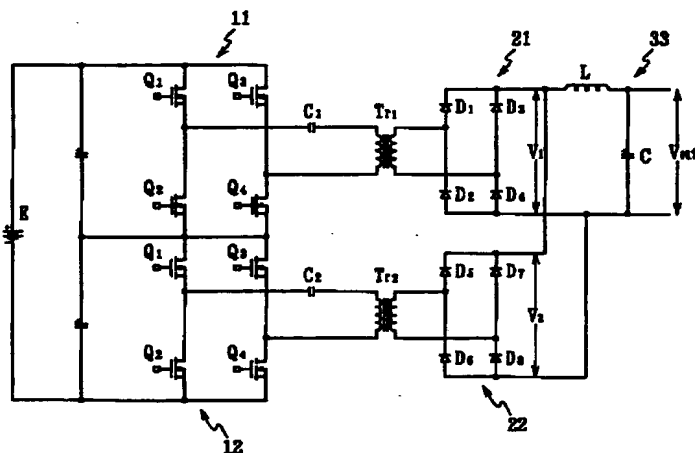 11
21
33
Q1
Q3
C1
Tr1
D1
D3
V1
L
C
Vout
Q2
Q4
D2
D4
E
Q1
Q3
C2
Tr2
D5
D7
V2
Q2
Q4
D6
D8
12
22